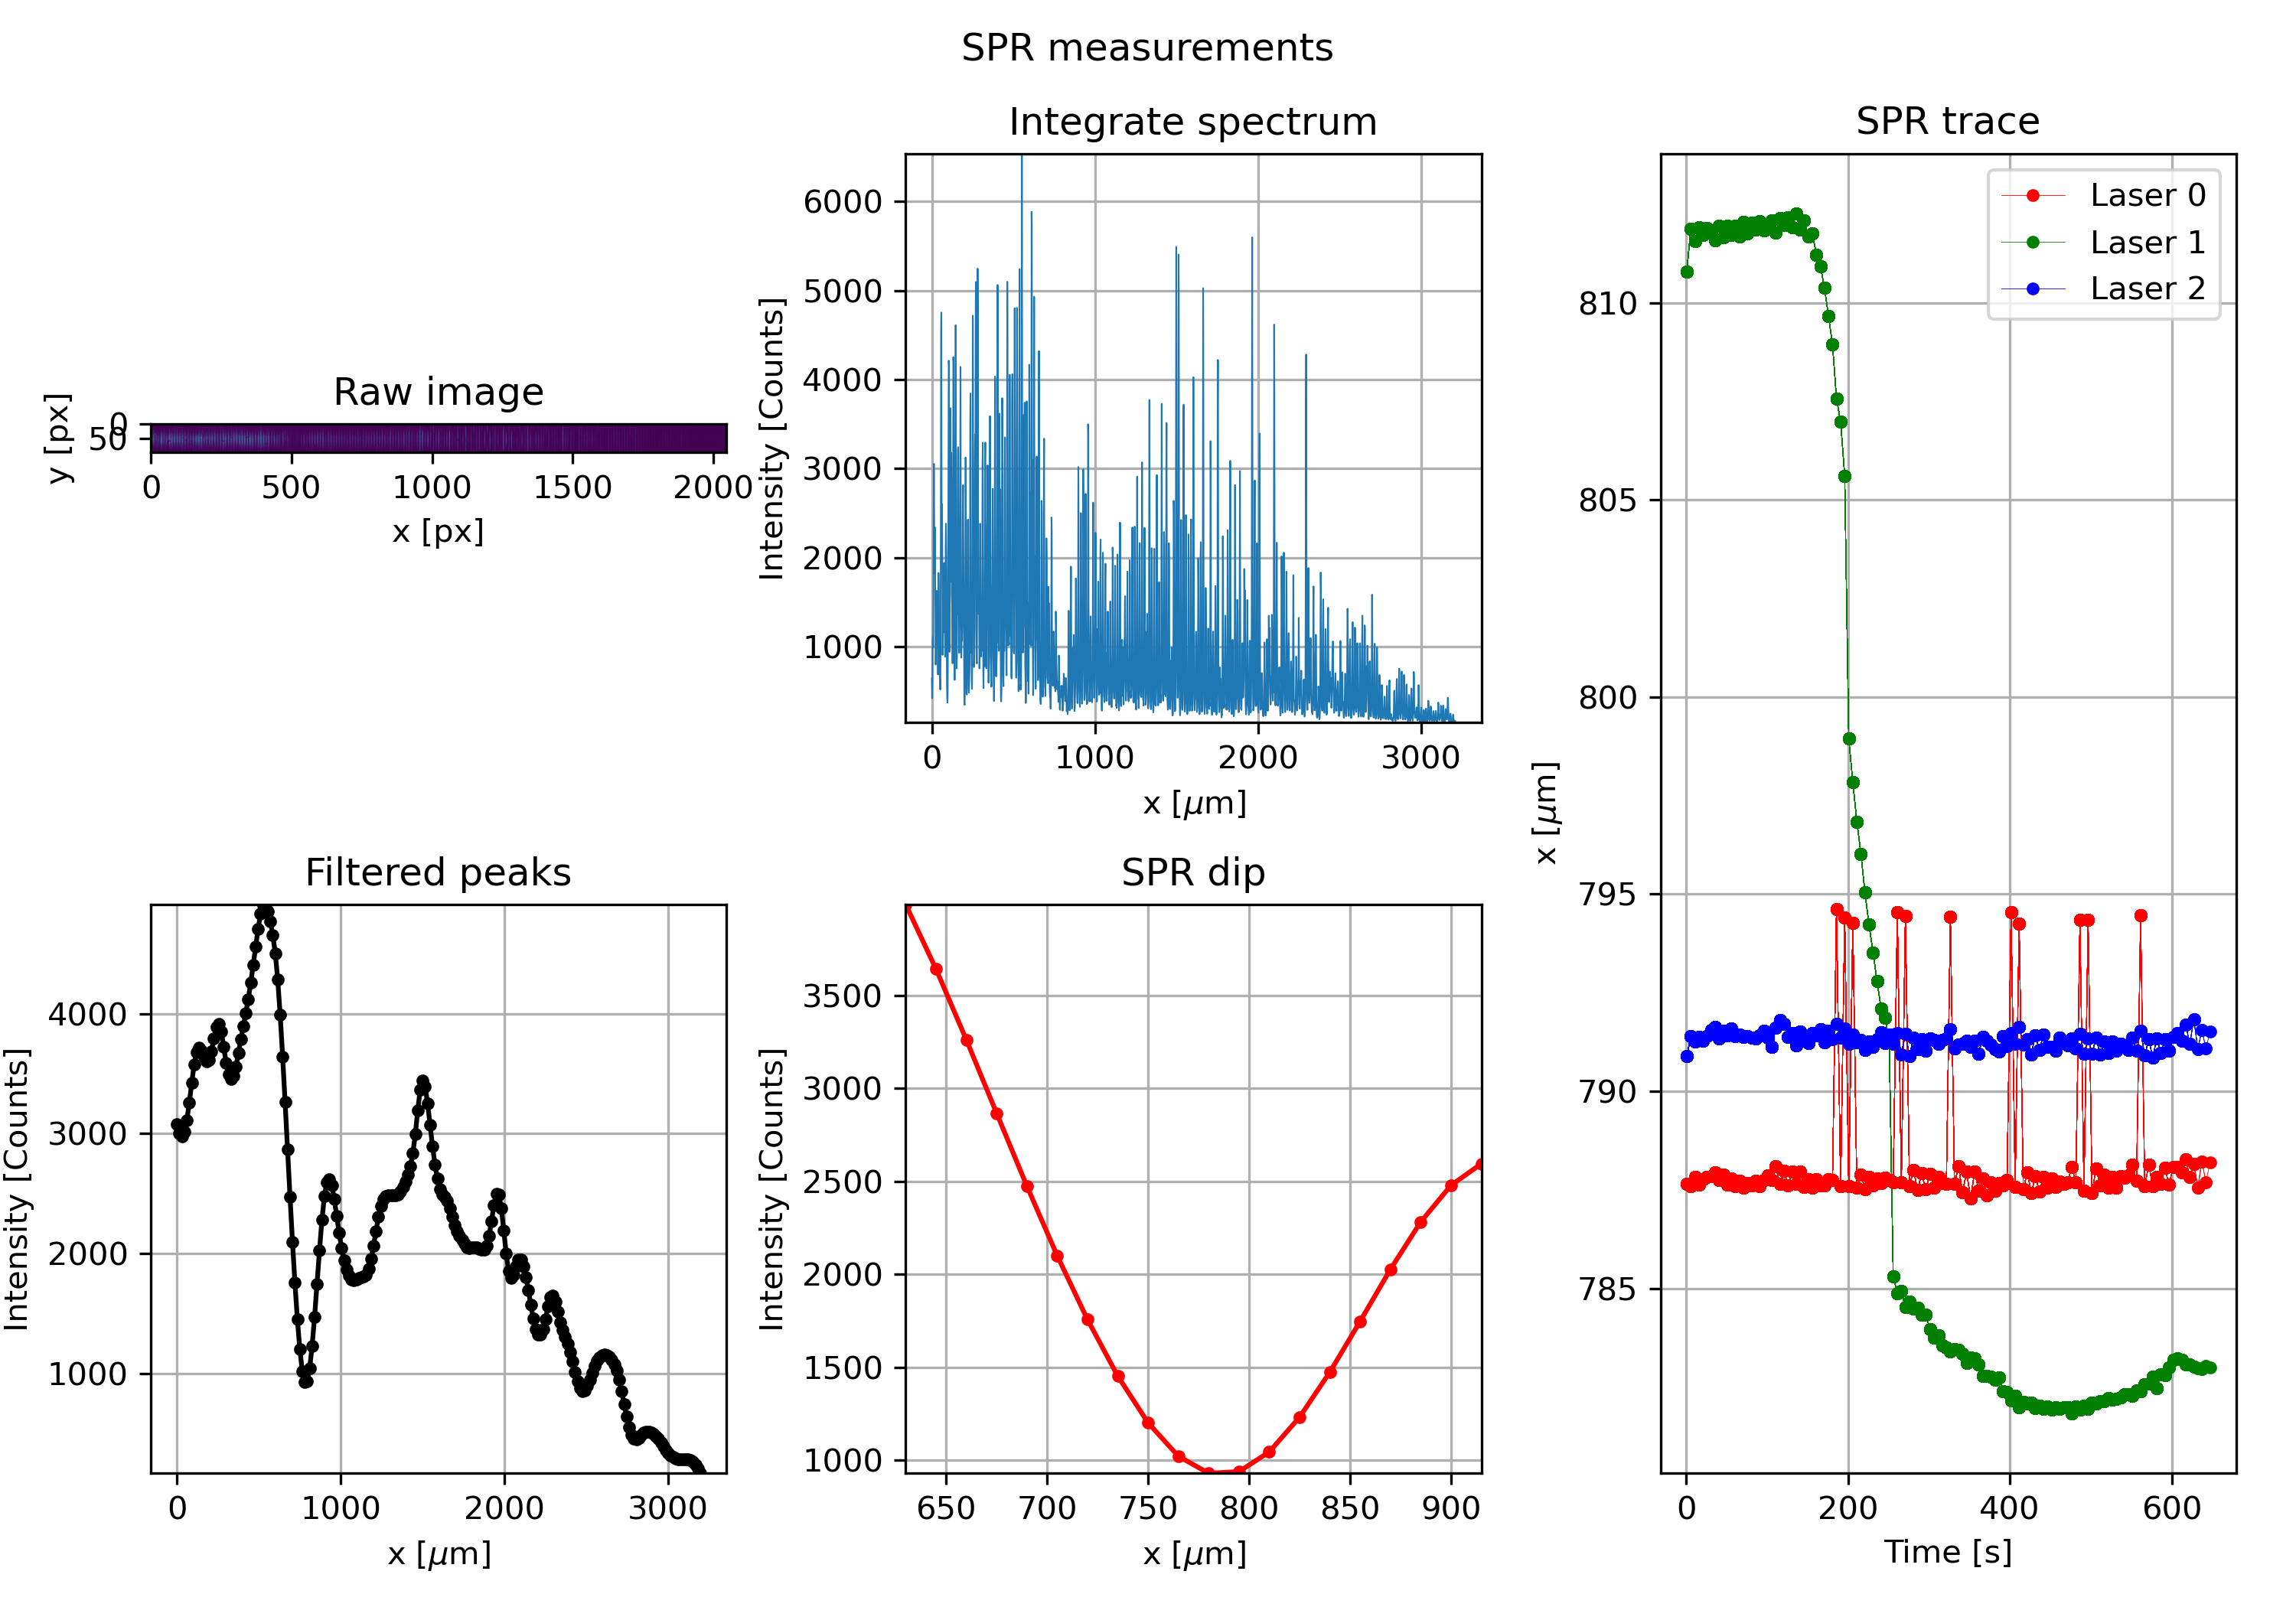 SPR measurements
Raw image
y [px]
0
50
0 500 1000 1500 2000
x [px]
Integrate spectrum
Intensity [Counts]
6000
5000
4000
3000
2000
1000
0 1000 2000 3000
x [μm]
Filtered peaks
Intensity [Counts]
4000
3000
2000
1000
0 1000 2000 3000
x [μm]
SPR dip
Intensity [Counts]
3500
3000
2500
2000
1500
1000
650 700 750 800 850 900
x [μm]
SPR trace
Laser 0
Laser 1
Laser 2
x [μm]
810
805
800
795
790
785
0 200 400 600
Time [s]